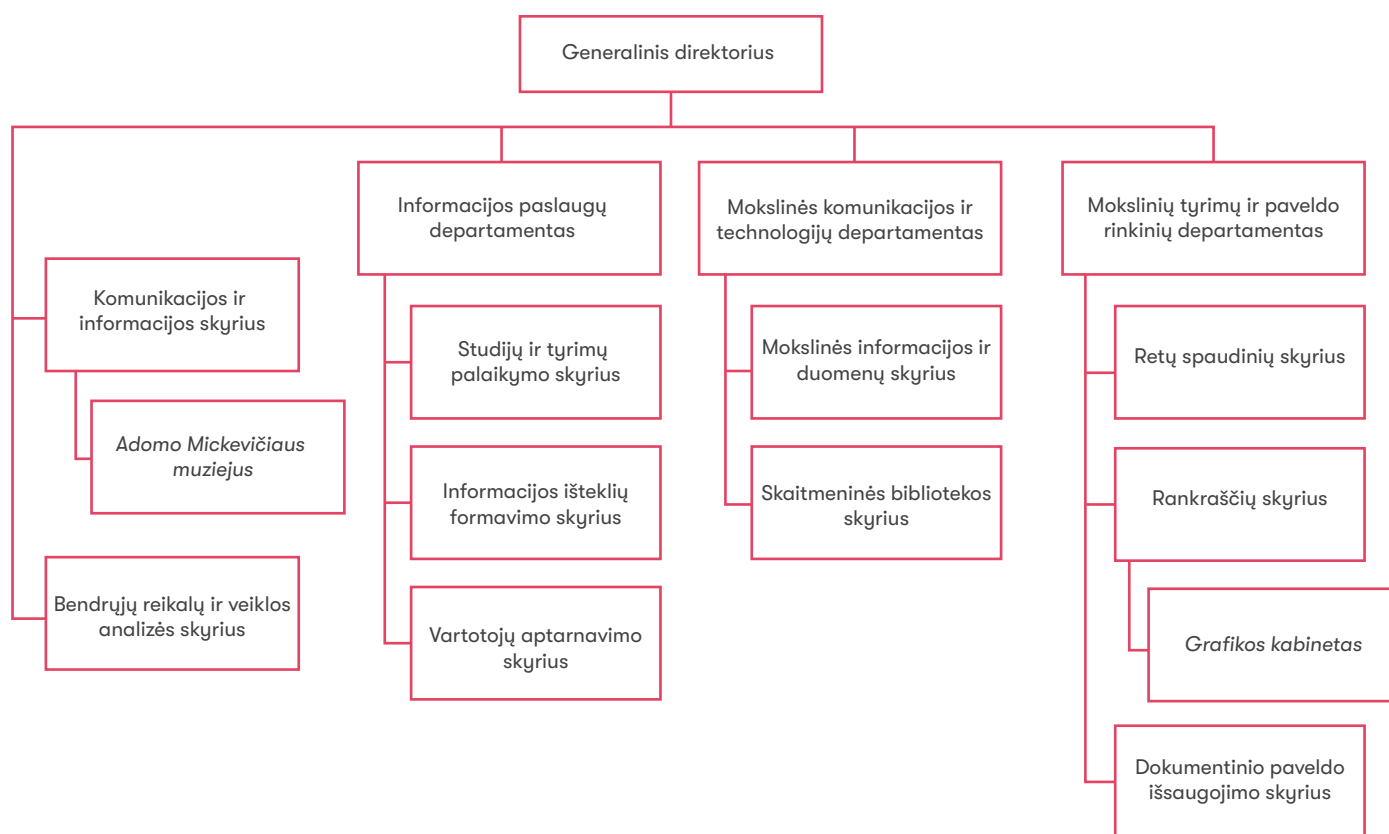 Generalinis direktorius
Informacijos paslaugų
departamentas
Mokslinės komunikacijos ir
technologijų departamentas
Mokslinių tyrimų ir paveldo
rinkinių departamentas
Komunikacijos ir
informacijos skyrius
Adomo Mickevičiaus
muziejus
Bendrųjų reikalų ir veiklos
analizės skyrius
Studijų ir tyrimų
palaikymo skyrius
Informacijos išteklių
formavimo skyrius
Vartotojų aptarnavimo
skyrius
Mokslinės informacijos ir
duomenų skyrius
Skaitmeninės bibliotekos
skyrius
Retų spaudinių skyrius
Rankraščių skyrius
Grafikos kabinetas
Dokumentinio paveldo
išsaugojimo skyrius